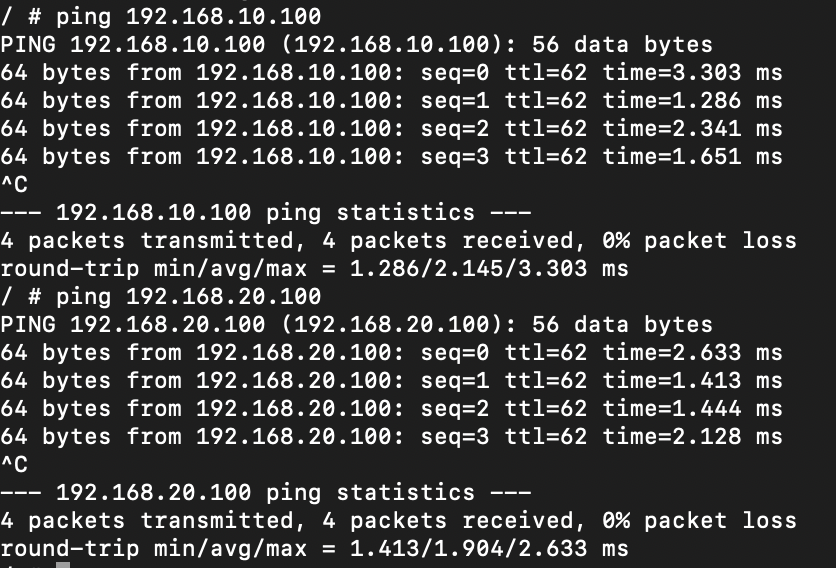 / # ping 192.168.10.100
PING 192.168.10.100 (192.168.10.100): 56 data bytes
64 bytes from 192.168.10.100: seq=0 ttl=62 time=3.303 ms
64 bytes from 192.168.10.100: seq=1 ttl=62 time=1.286 ms
64 bytes from 192.168.10.100: seq=2 ttl=62 time=2.341 ms
64 bytes from 192.168.10.100: seq=3 ttl=62 time=1.651 ms
^C
--- 192.168.10.100 ping statistics ---
4 packets transmitted, 4 packets received, 0% packet loss
round-trip min/avg/max = 1.286/2.145/3.303 ms
/ # ping 192.168.20.100
PING 192.168.20.100 (192.168.20.100): 56 data bytes
64 bytes from 192.168.20.100: seq=0 ttl=62 time=2.633 ms
64 bytes from 192.168.20.100: seq=1 ttl=62 time=1.413 ms
64 bytes from 192.168.20.100: seq=2 ttl=62 time=1.444 ms
64 bytes from 192.168.20.100: seq=3 ttl=62 time=2.128 ms
^C
--- 192.168.20.100 ping statistics ---
4 packets transmitted, 4 packets received, 0% packet loss
round-trip min/avg/max = 1.413/1.904/2.633 ms